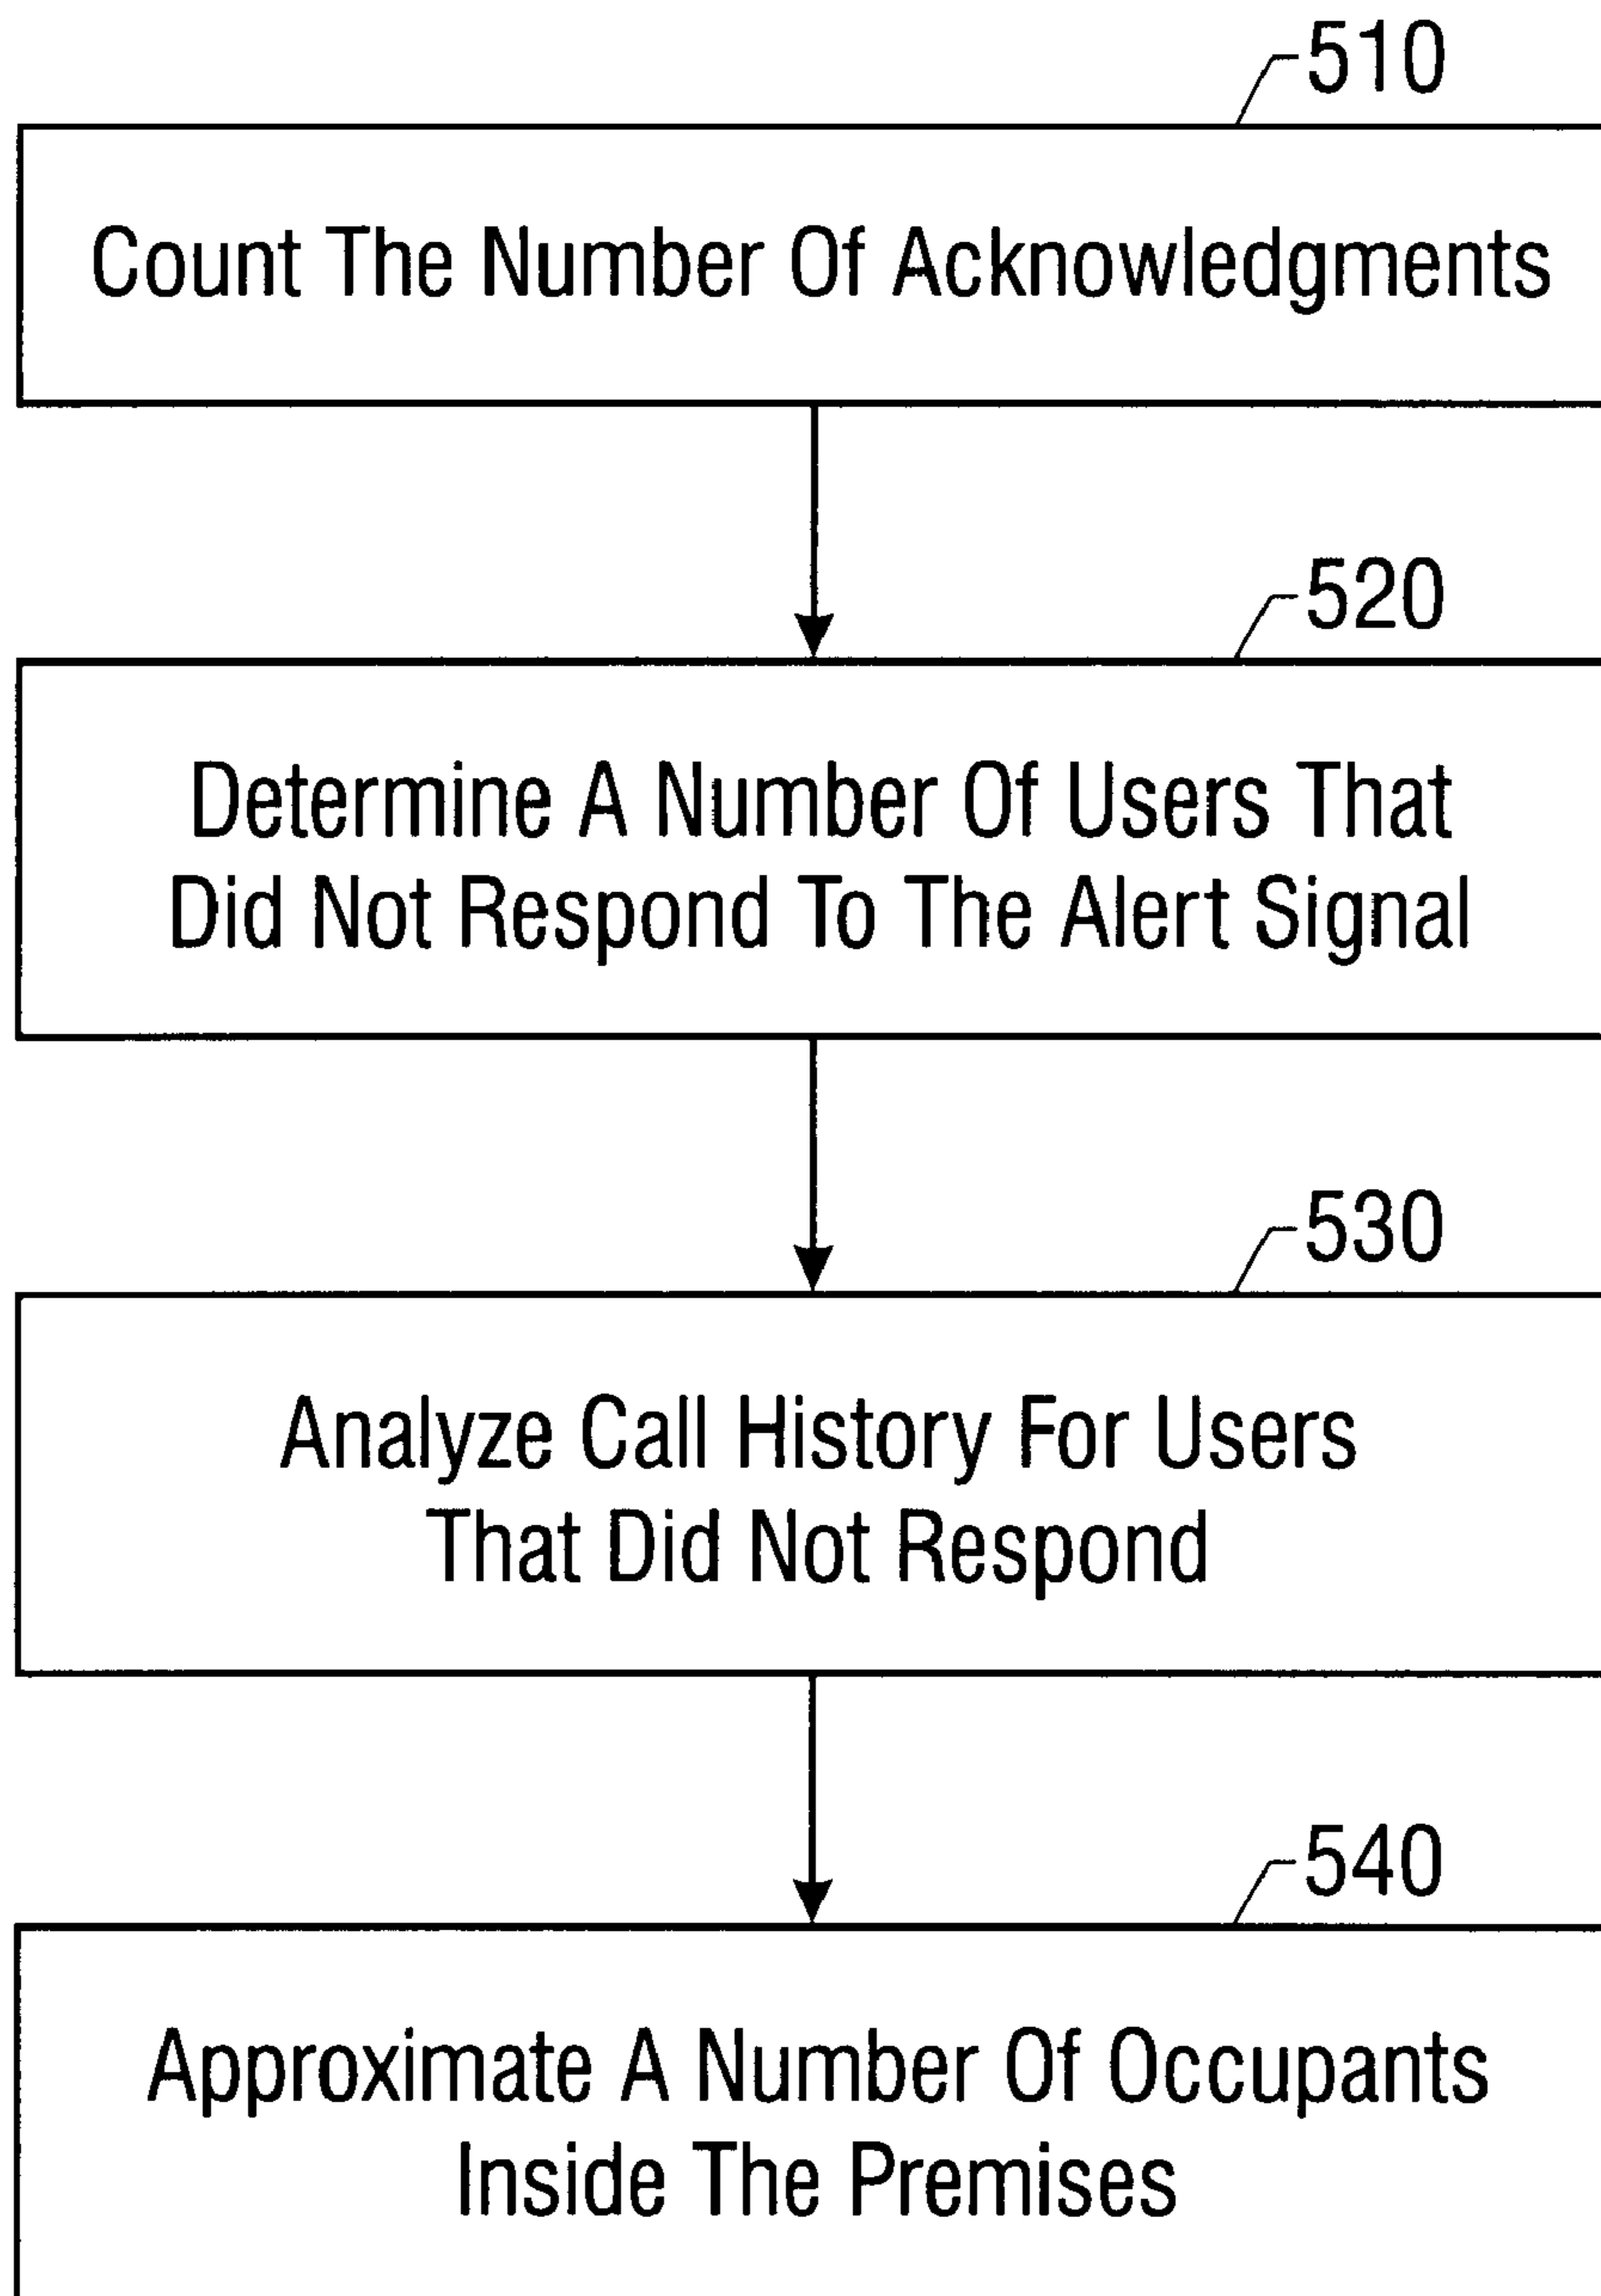 510
Count The Number Of Acknowledgments
520
Determine A Number Of Users That
Did Not Respond To The Alert Signal
530
Analyze Call History For Users
That Did Not Respond
540
Approximate A Number Of Occupants
Inside The Premises